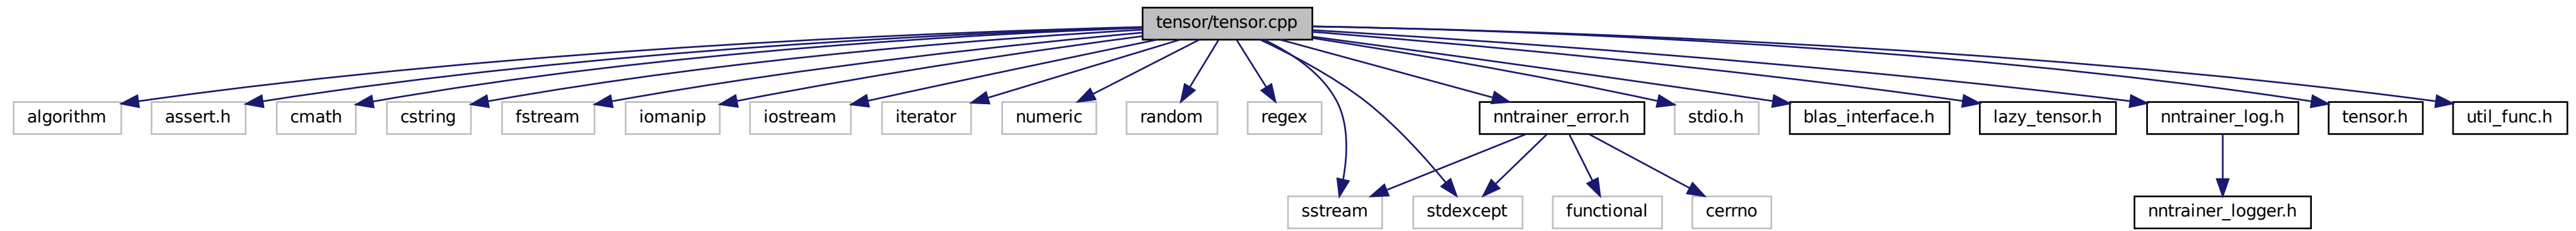 tensor/tensor.cpp
algorithm
assert.h
cmath
cstring
fstream
iomanip
iostream
iterator
numeric
random
regex
nntrainer_error.h
stdio.h
blas_interface.h
lazy_tensor.h
nntrainer_log.h
tensor.h
util_func.h
sstream
stdexcept
functional
cerrno
nntrainer_logger.h